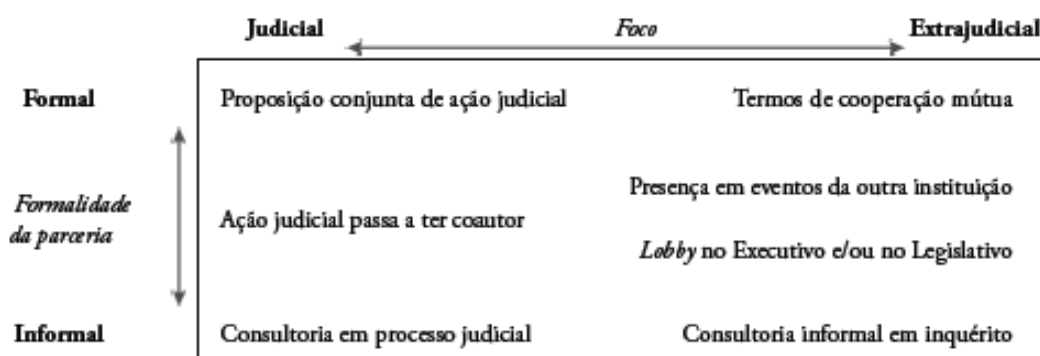 Judicial Foco Extrajudicial
Formal Proposição conjunta de ação judicial Termos de cooperação mútua
Presença em eventos da outra instituição
Formalidade
da parceria
Ação judicial passa a ter coautor
Lobby no Executivo e/ou no Legislativo
Informal Consultoria em processo judicial Consultoria informal em inquérito